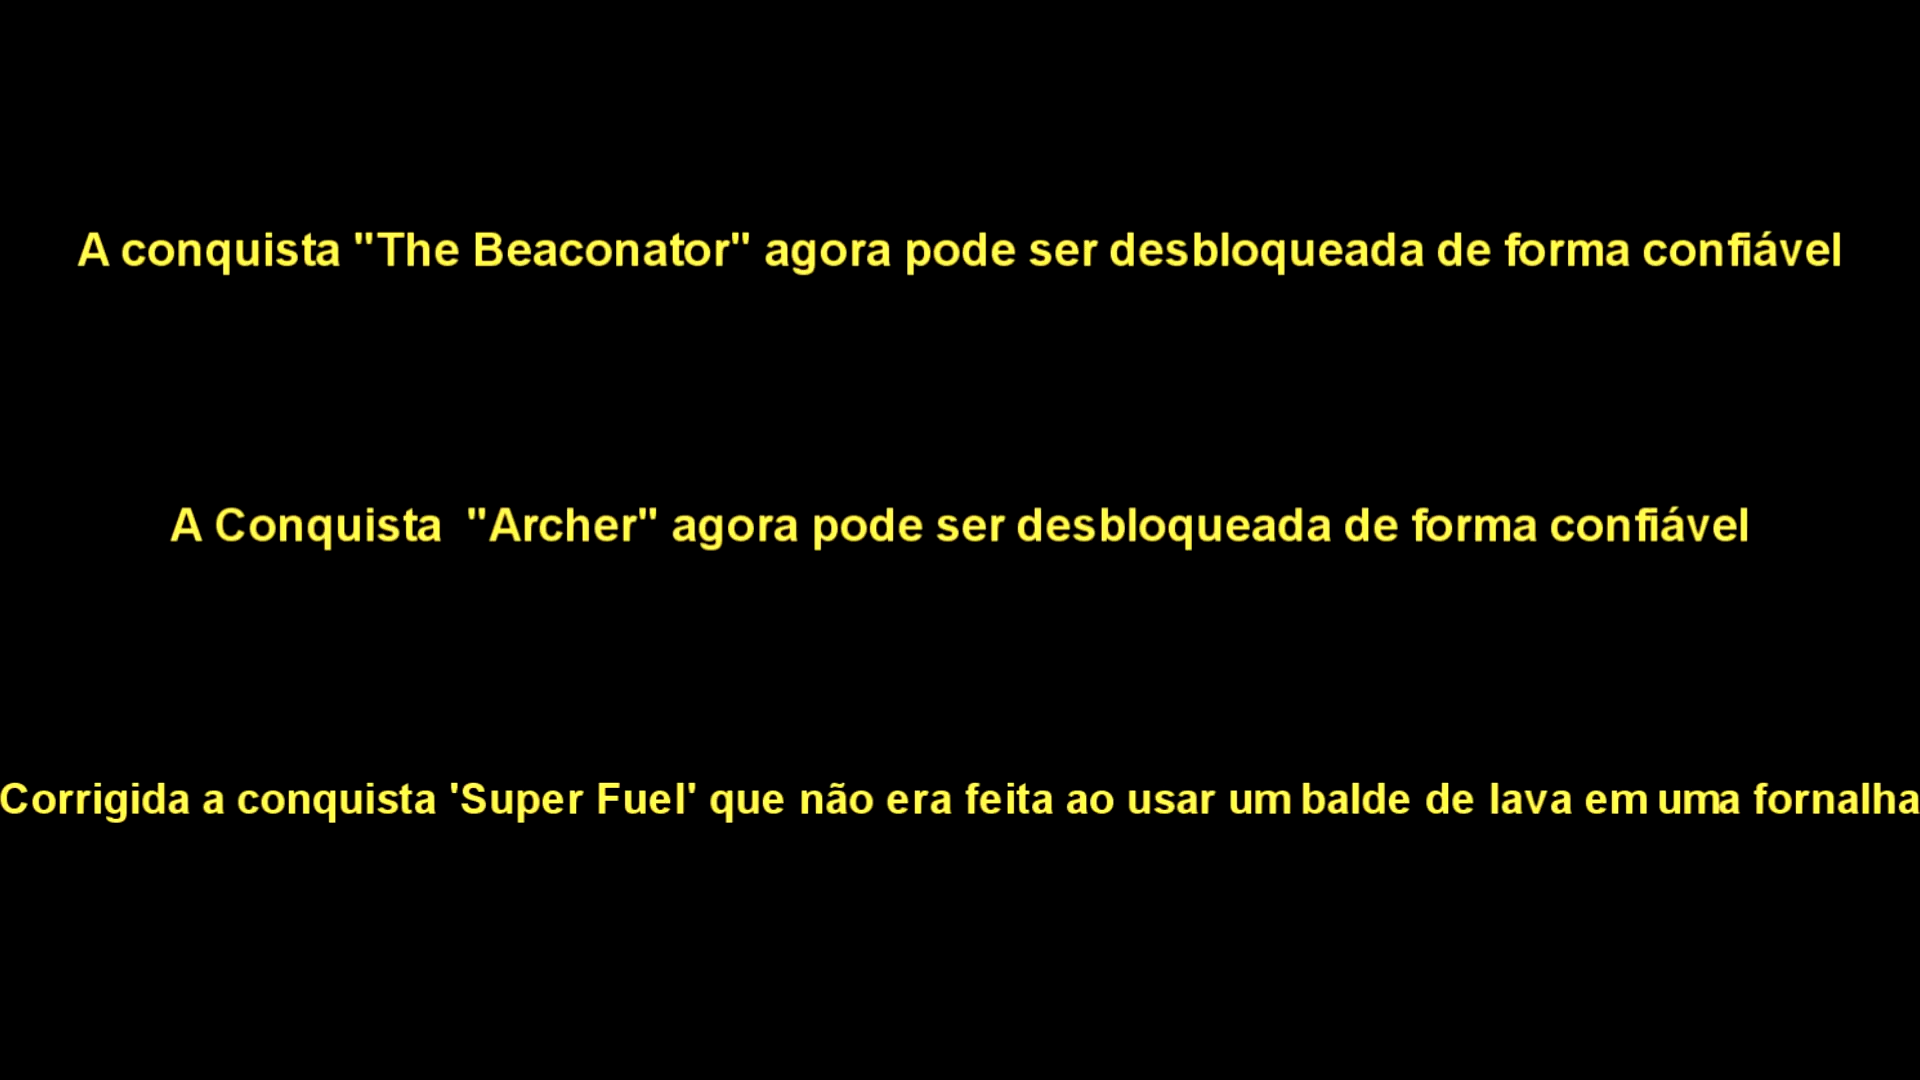 A conquista "The Beaconator" agora pode ser desbloqueada de forma confiável
A Conquista  "Archer" agora pode ser desbloqueada de forma confiável
Corrigida a conquista 'Super Fuel' que não era feita ao usar um balde de lava em uma fornalha